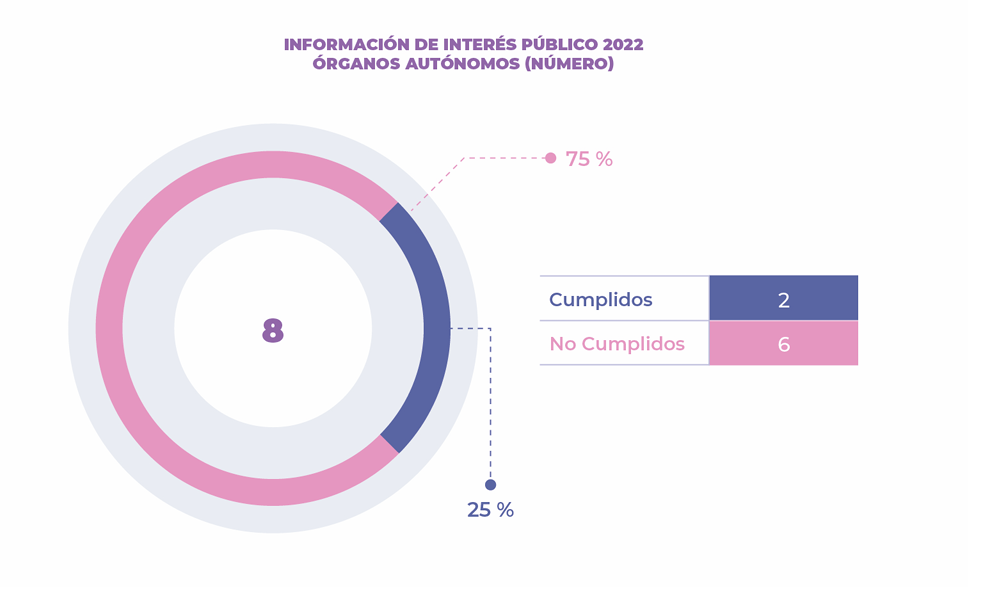 INFORMACIÓN DE INTERÉS PÚBLICO 2022
ÓRGANOS AUTÓNOMOS (NÚMERO)
75 %
8
25 %
Cumplidos 2
No Cumplidos 6